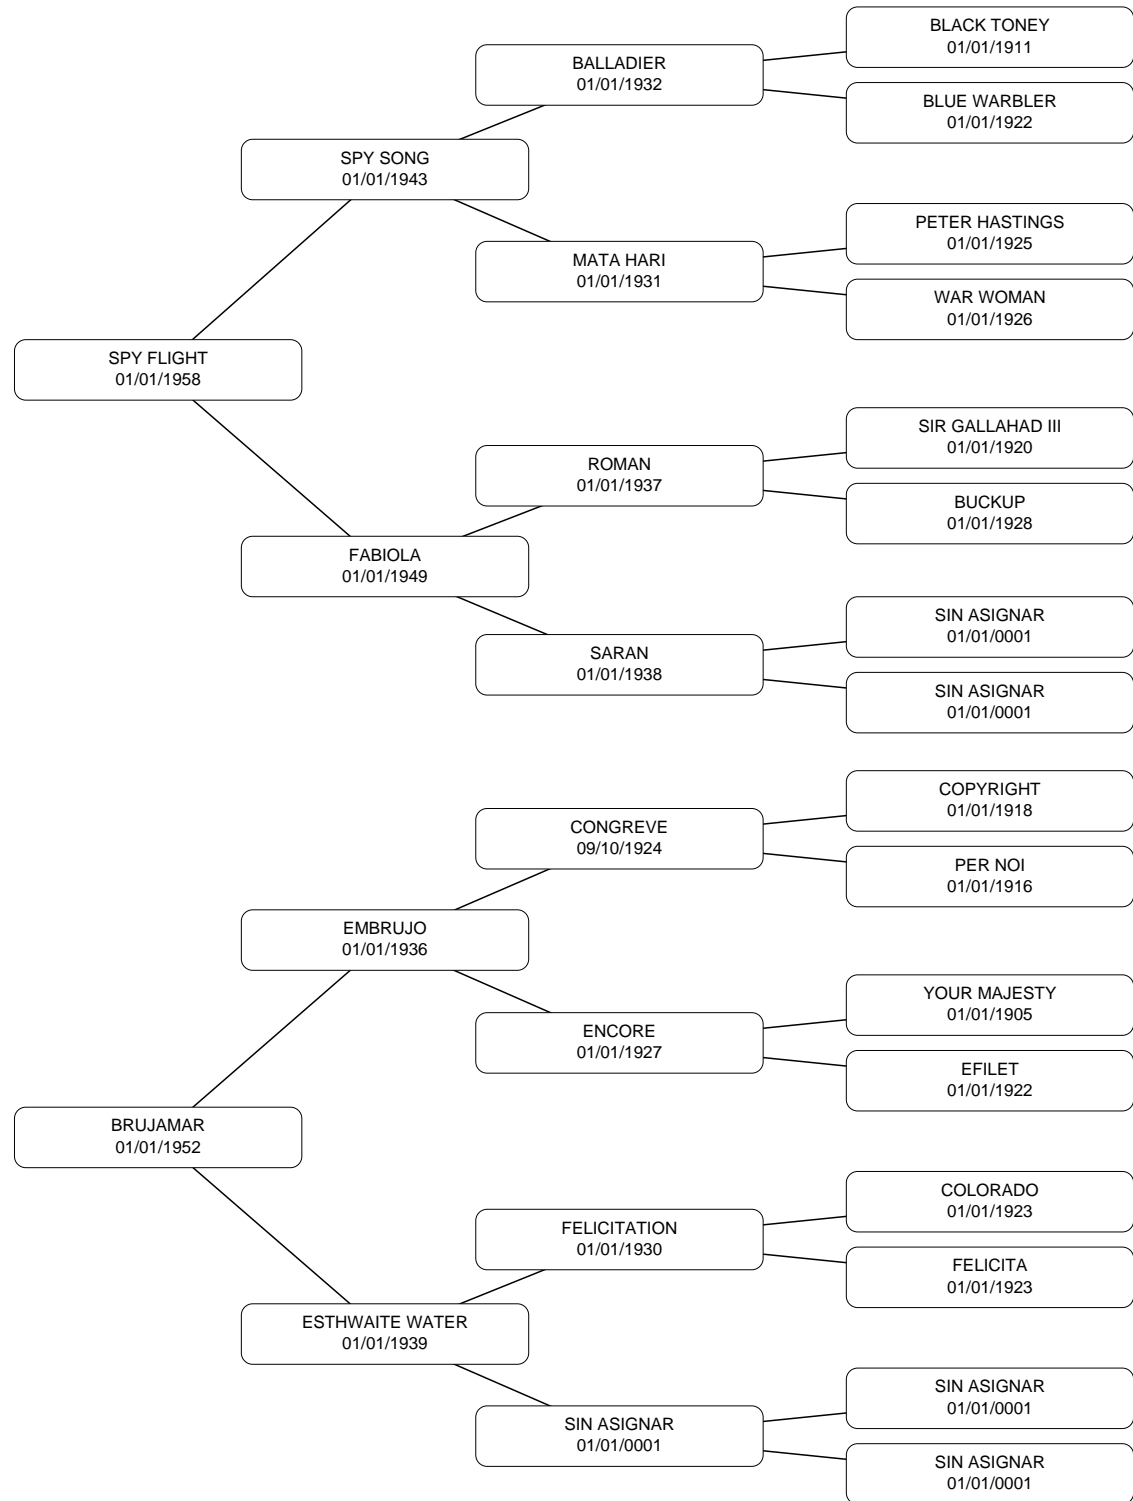 BLACK TONEY
01/01/1911
BALLADIER
01/01/1932
BLUE WARBLER
01/01/1922
SPY SONG
01/01/1943
PETER HASTINGS
01/01/1925
MATA HARI
01/01/1931
WAR WOMAN
01/01/1926
SPY FLIGHT
01/01/1958
SIR GALLAHAD III
01/01/1920
ROMAN
01/01/1937
BUCKUP
01/01/1928
FABIOLA
01/01/1949
SIN ASIGNAR
01/01/0001
SARAN
01/01/1938
SIN ASIGNAR
01/01/0001
COPYRIGHT
01/01/1918
CONGREVE
09/10/1924
PER NOI
01/01/1916
EMBRUJO
01/01/1936
YOUR MAJESTY
01/01/1905
ENCORE
01/01/1927
EFILET
01/01/1922
BRUJAMAR
01/01/1952
COLORADO
01/01/1923
FELICITATION
01/01/1930
FELICITA
01/01/1923
ESTHWAITE WATER
01/01/1939
SIN ASIGNAR
01/01/0001
SIN ASIGNAR
01/01/0001
SIN ASIGNAR
01/01/0001